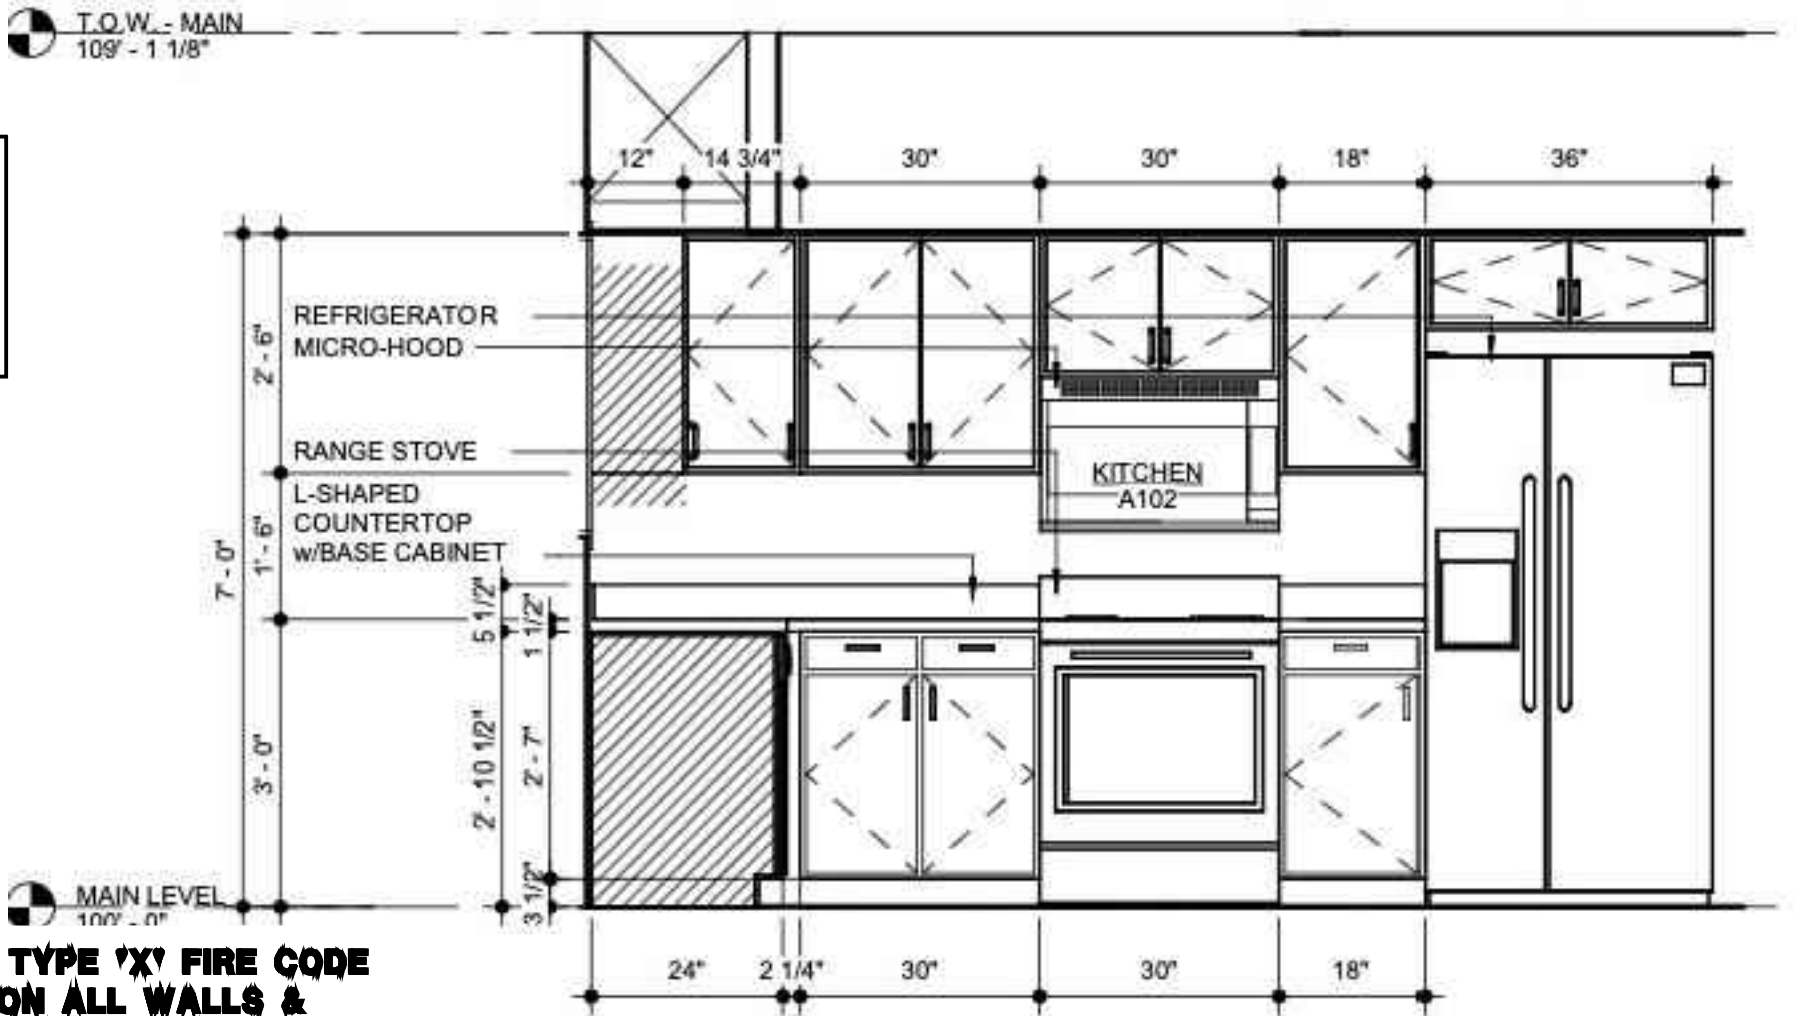 T.O.W. - MAIN
109' - 1 1/8"
12"
14 3/4"
30"
30"
18"
36"
REFRIGERATOR
MICRO-HOOD
RANGE STOVE
L-SHAPED
COUNTERTOP
w/BASE CABINET
KITCHEN
A102
7' - 0"
2' - 6"
1' - 6"
3' - 0"
5 1/2"
2' - 10 1/2"
1 1/2"
2' - 7"
3 1/2"
MAIN LEVEL
100' - 0"
24"
2 1/4"
30"
30"
18"
TYPE 'X' FIRE CODE
ON ALL WALLS &